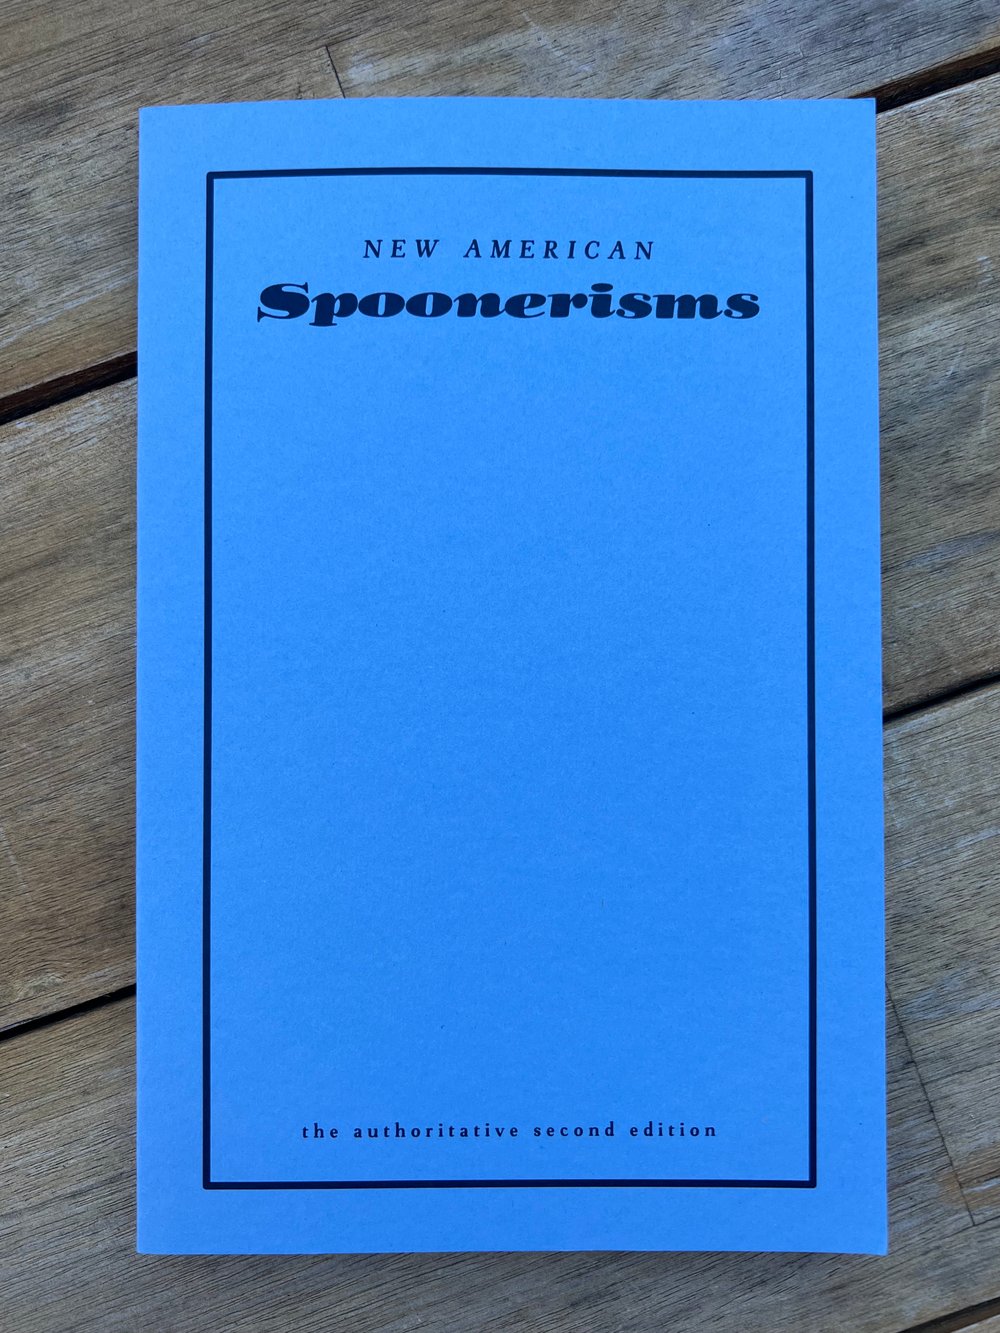 NEW AMERICAN
Spoonerisms
the authoritative second edition